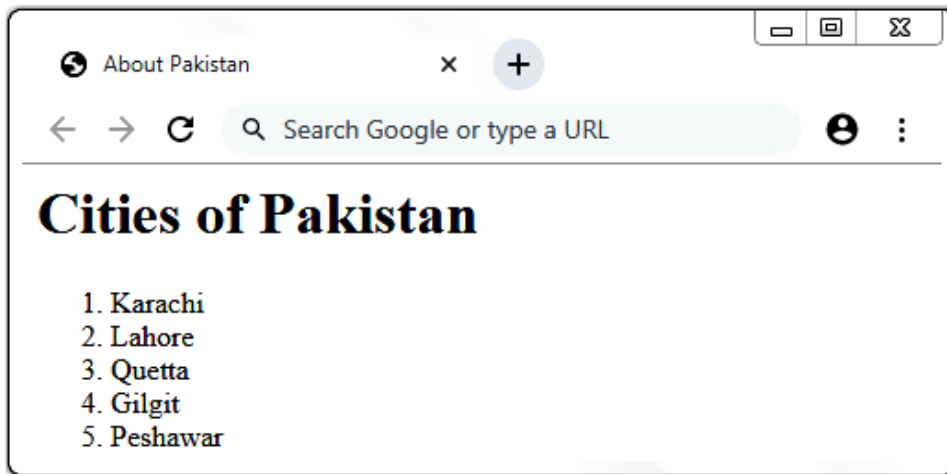 About Pakistan
Search Google or type a URL
Cities of Pakistan
1. Karachi
2. Lahore
3. Quetta
4. Gilgit
5. Peshawar